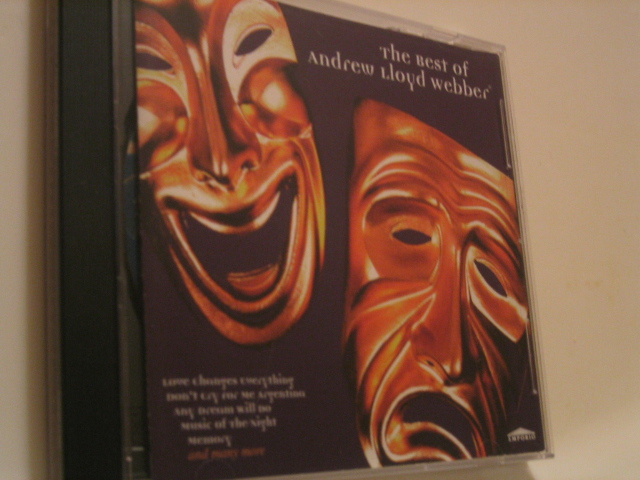 The Best of
Andrew Lloyd Webber
Love Changes Everything
Don't Cry For Me Argentina
Any Dream Will Do
Music of the Night
Memory
and many more
EMPORIO